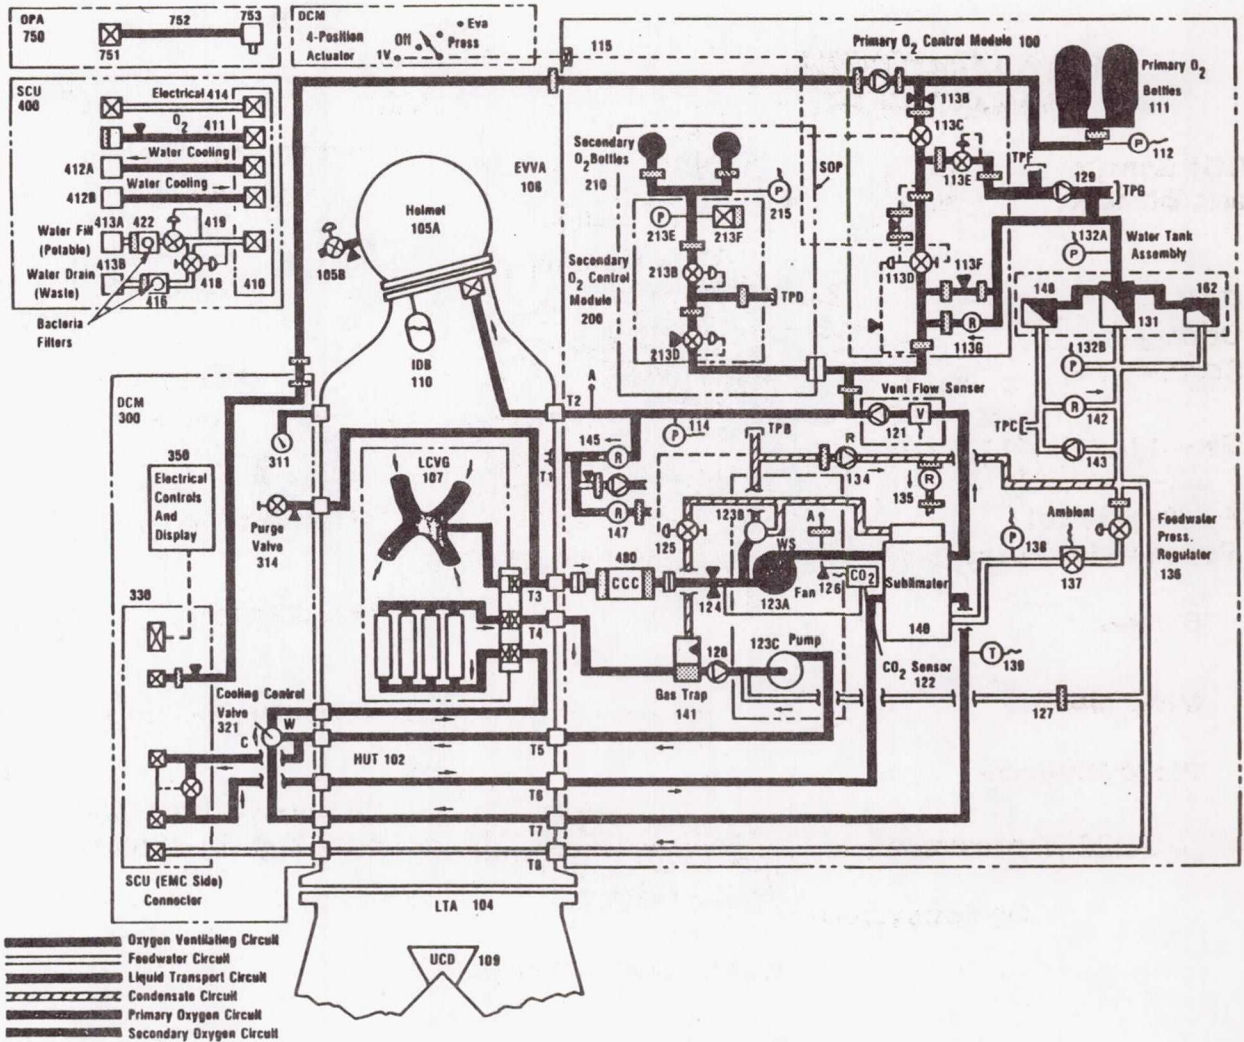 OPA
750
752
753
751
DCM
4-Position
Actuator
Off
Eva
Press
1V
115
Primary O2 Control Module 100
Primary O2
Bottles
111
112
113B
113C
113E
TPF
129
TPG
SCU
400
Electrical 414
O2 411
Water Cooling
412A
Water Cooling
412B
413A
422
419
Water Fill
(Potable)
413B
Water Drain
(Waste)
416
418
410
Bacteria
Filters
Helmet
105A
105B
EVVA
106
IDB
110
Secondary
O2 Bottles
210
SOP
P
215
213E
213F
Secondary
O2 Control
Module
200
213B
TPD
213D
113D
113F
R
113G
132A
Water Tank
Assembly
148
131
162
132B
142
TPC
143
DCM
300
311
350
Electrical
Controls
And
Display
Purge
Valve
314
330
Cooling Control
Valve
321
W
C
SCU (EMC Side)
Connector
LCVG
107
HUT 102
T2
A
T1
T3
T4
T5
T6
T7
T8
114
145
147
Vent Flow Sensor
121
V
TPB
R
134
135
480
CCC
125
123B
WS
A
Fan
123A
124
126
CO2
Sublimator
140
CO2 Sensor
122
Pump
123C
128
Gas Trap
141
T
139
127
Ambient
138
137
Feedwater
Press.
Regulator
136
LTA 104
UCD
109
Oxygen Ventilating Circuit
Feedwater Circuit
Liquid Transport Circuit
Condensate Circuit
Primary Oxygen Circuit
Secondary Oxygen Circuit